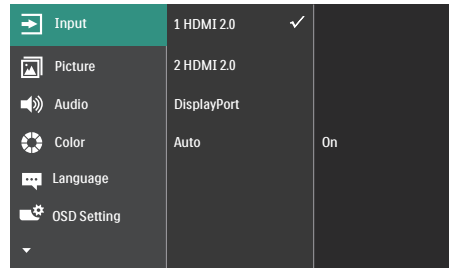 Input
1 HDMI 2.0
Picture
2 HDMI 2.0
Audio
DisplayPort
Color
Auto
On
Language
OSD Setting